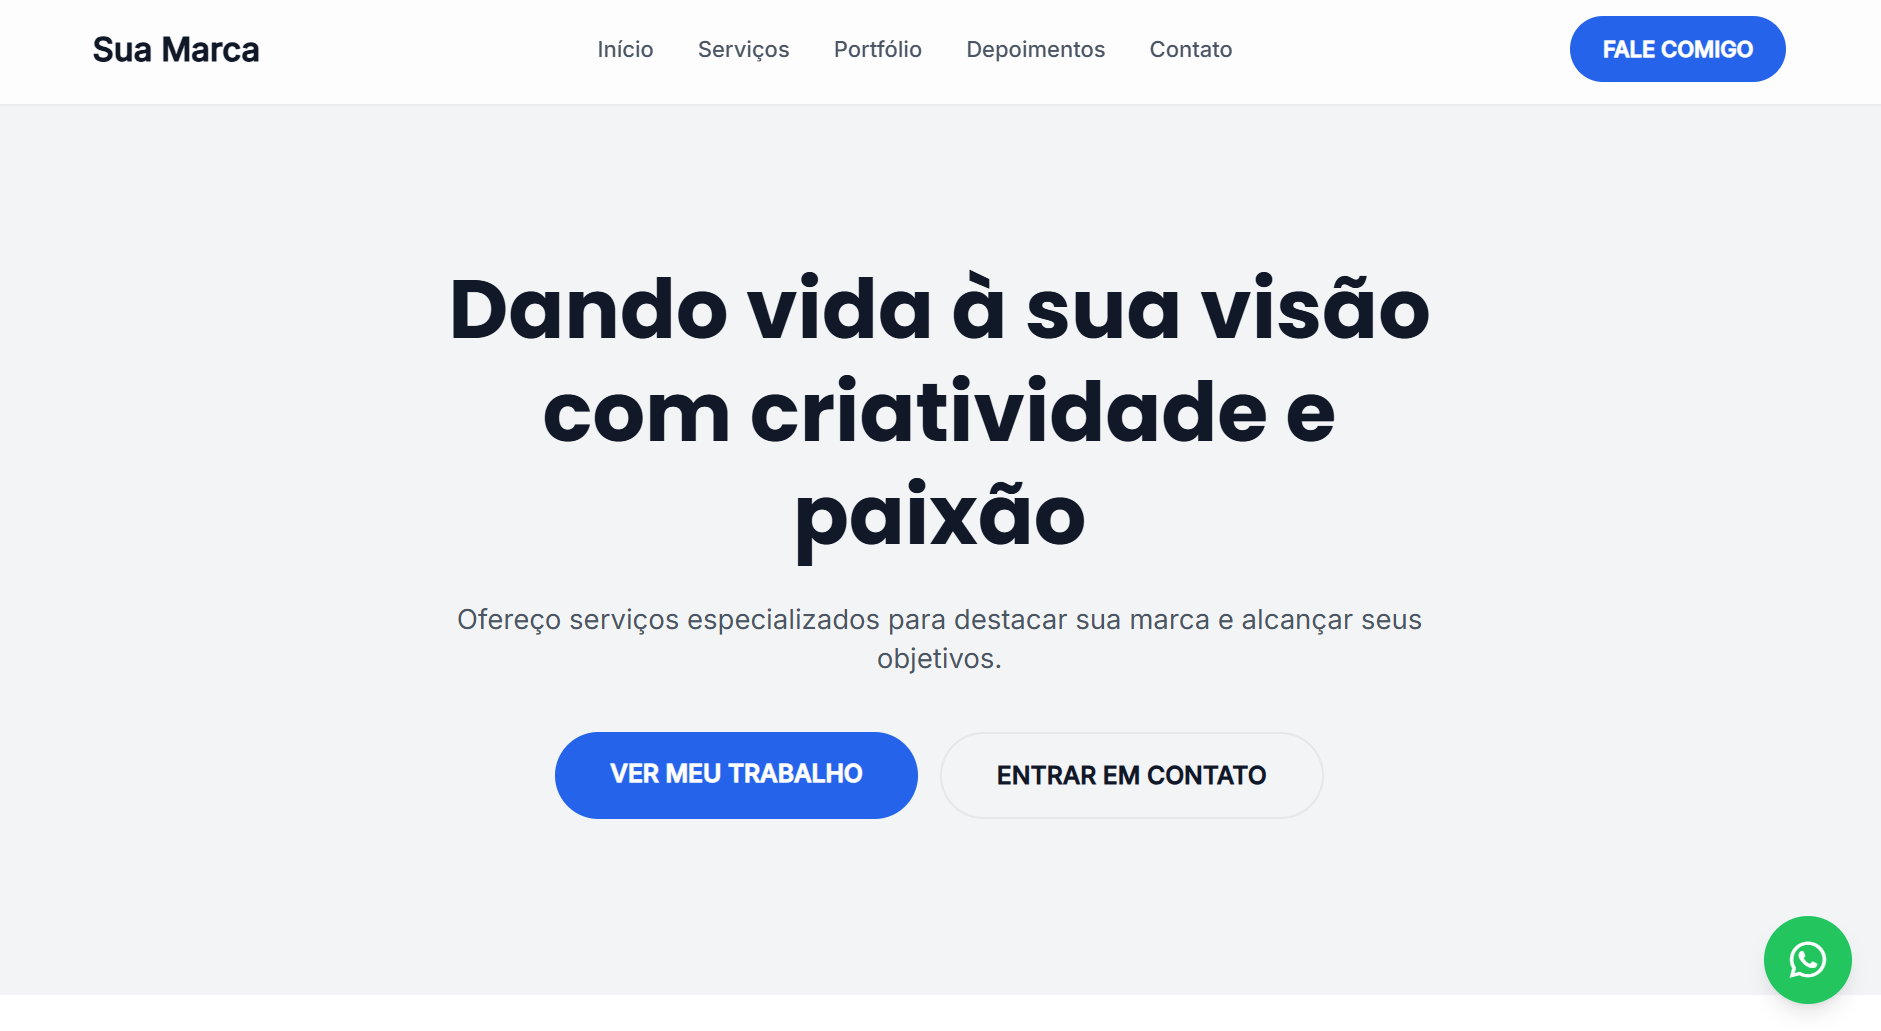 Sua Marca
Início
Serviços
Portfólio
Depoimentos
Contato
FALE COMIGO
Dando vida à sua visão
com criatividade e
paixão
Ofereço serviços especializados para destacar sua marca e alcançar seus
objetivos.
VER MEU TRABALHO
ENTRAR EM CONTATO